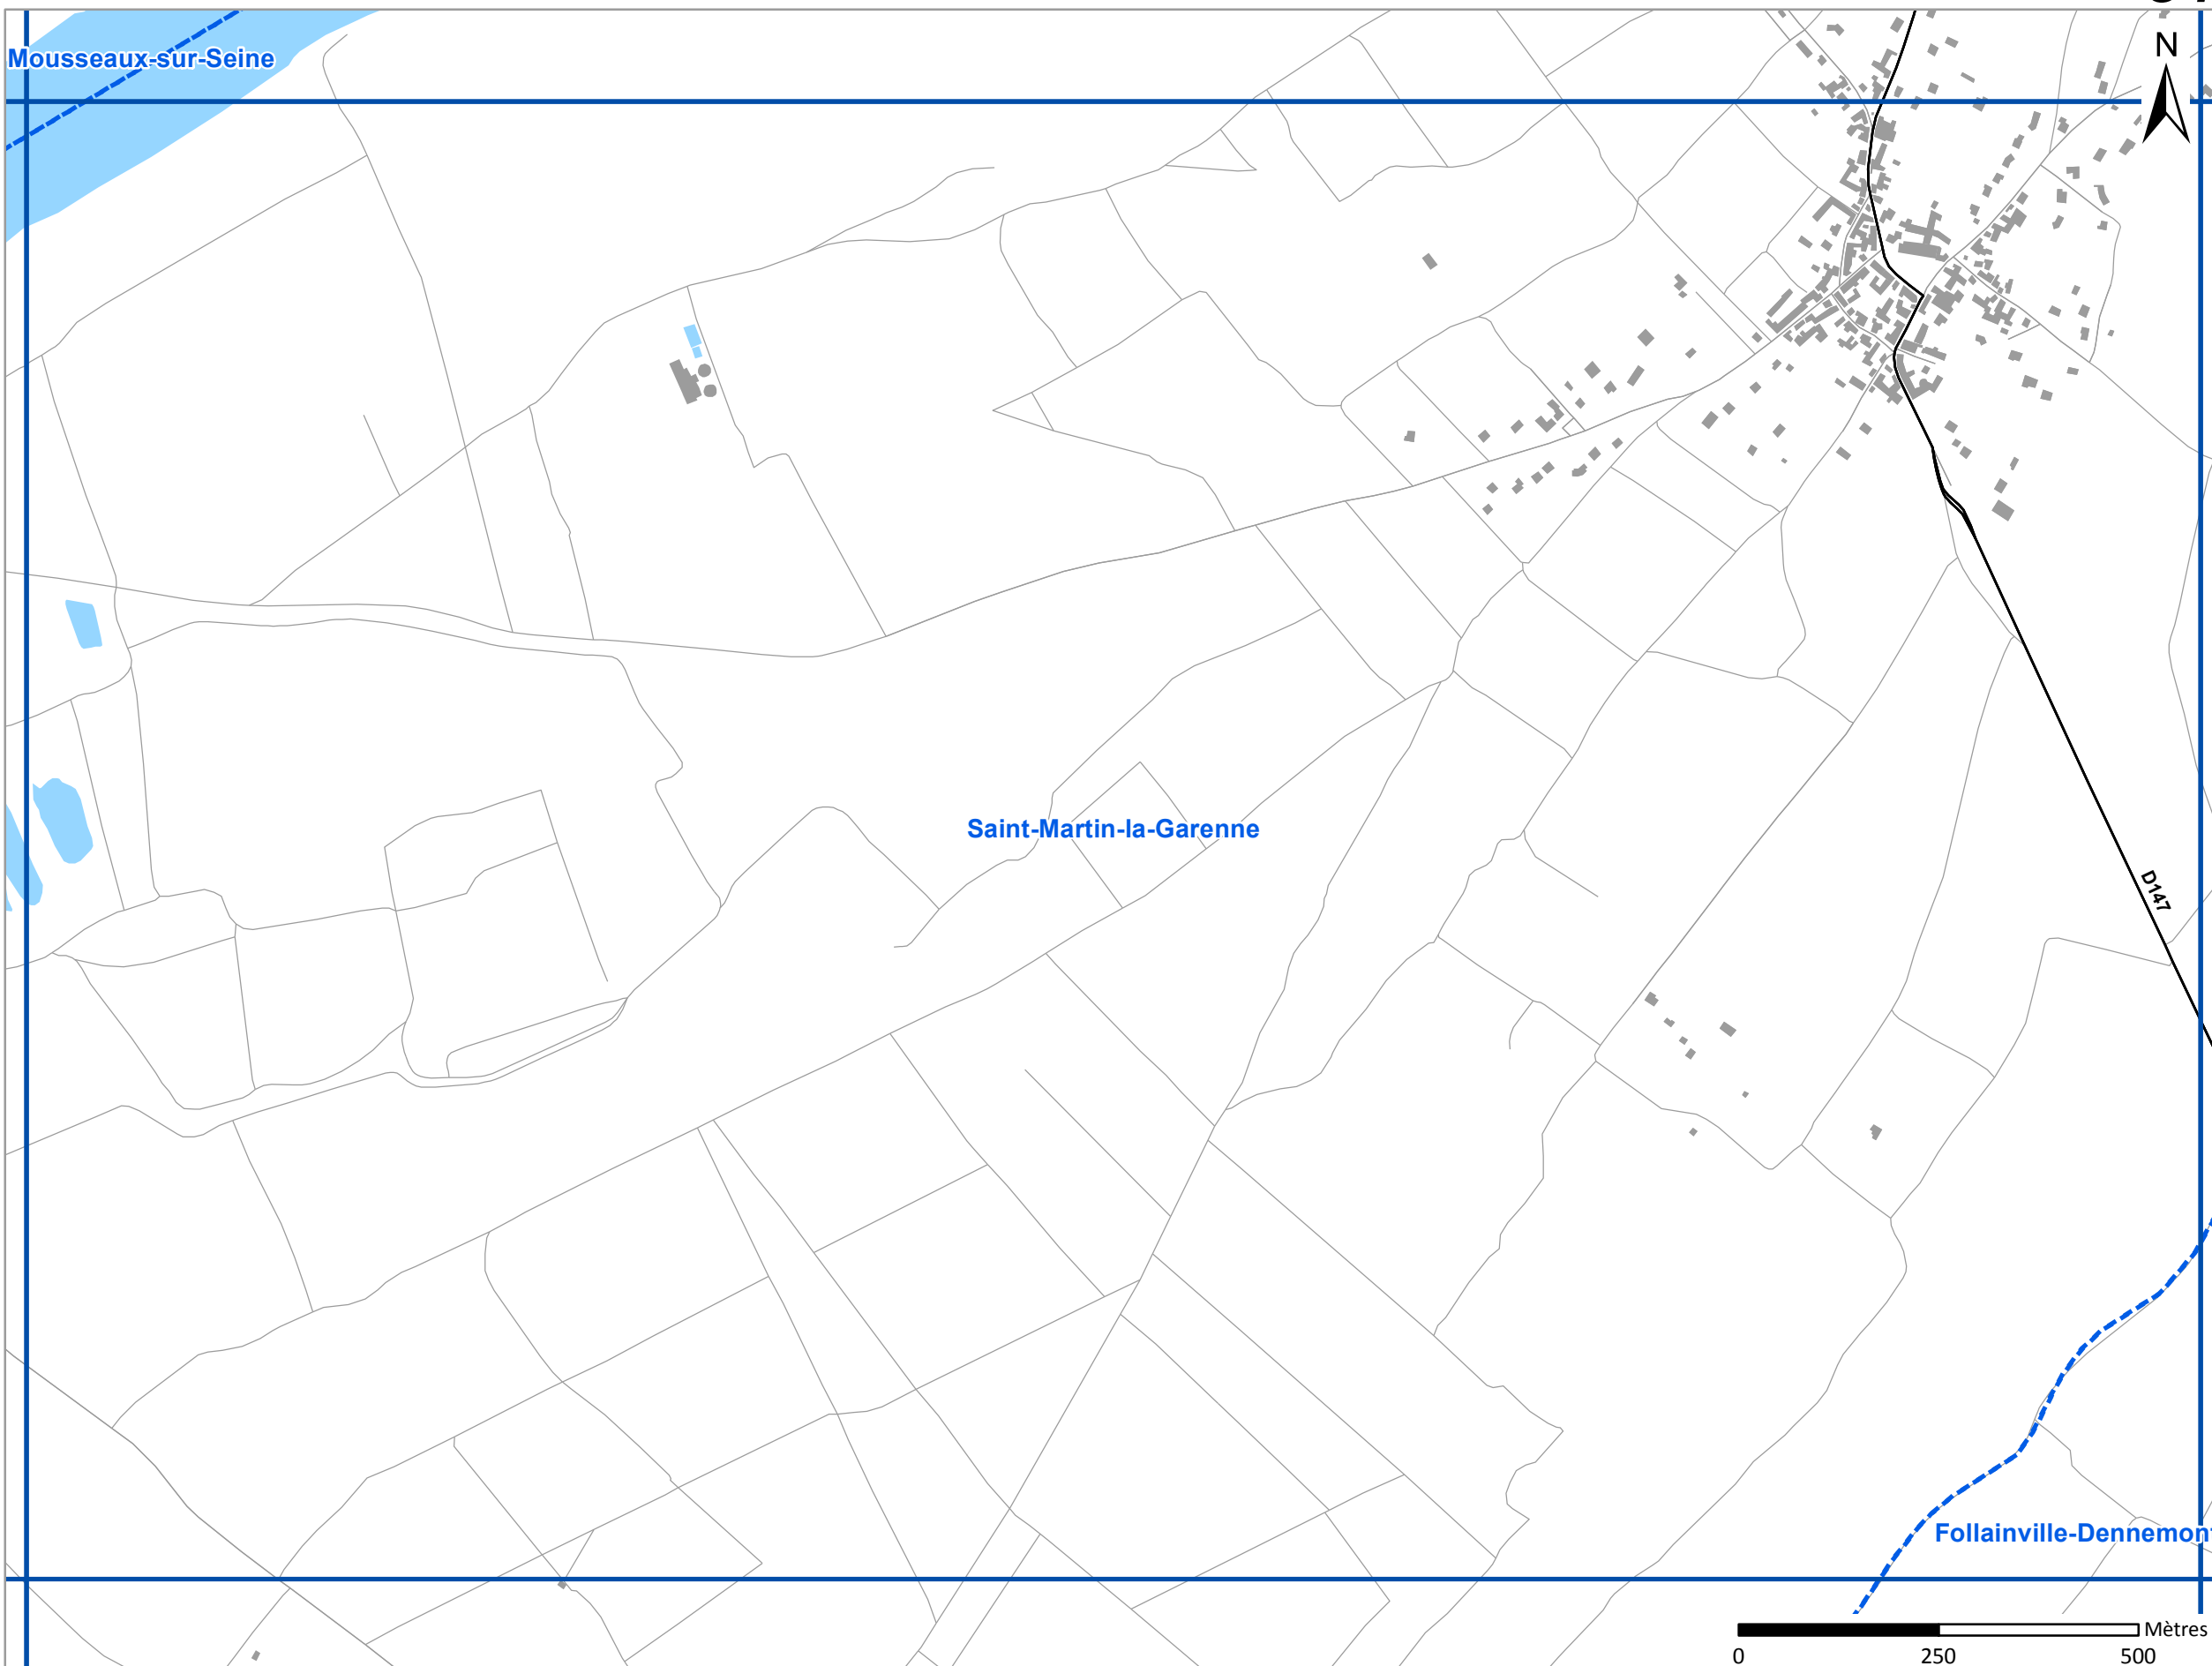 N
Mousseaux-sur-Seine
Saint-Martin-la-Garenne
D147
Follainville-Dennemont
Mètres
0 250 500